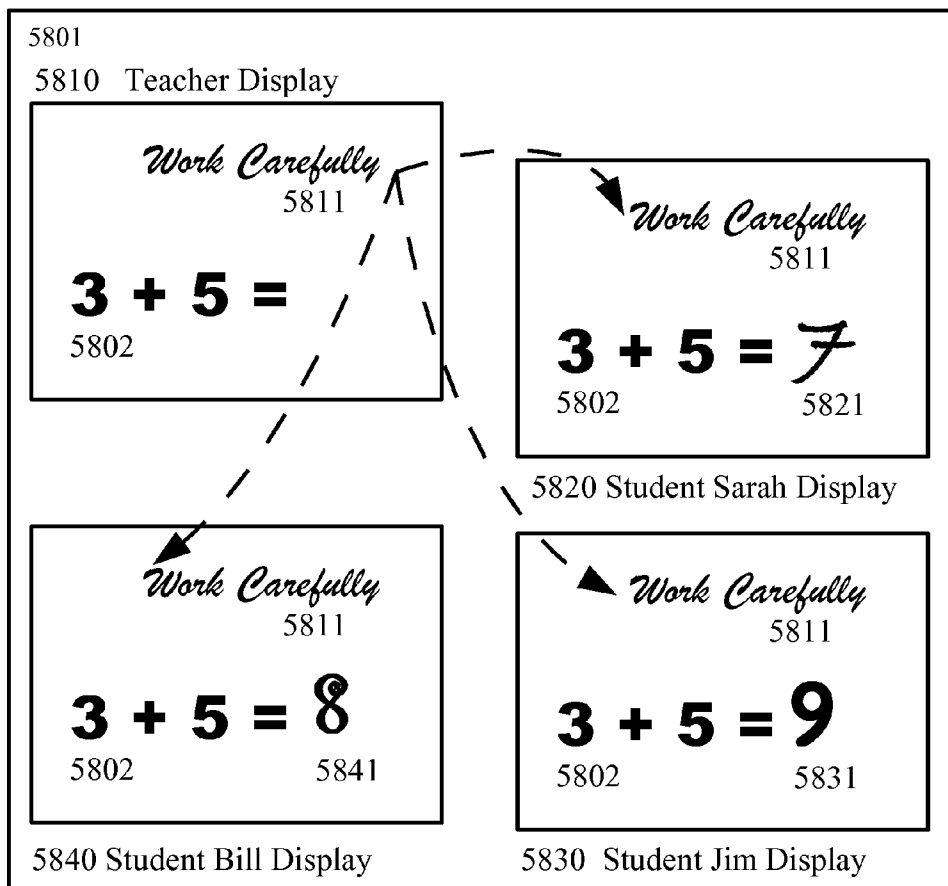 5801
5810 Teacher Display
Work Carefully
5811
3 + 5 =
5802
Work Carefully
5811
3 + 5 = 7
5802 5821
5820 Student Sarah Display
Work Carefully
5811
3 + 5 = 8
5802 5841
5840 Student Bill Display
Work Carefully
5811
3 + 5 = 9
5802 5831
5830 Student Jim Display